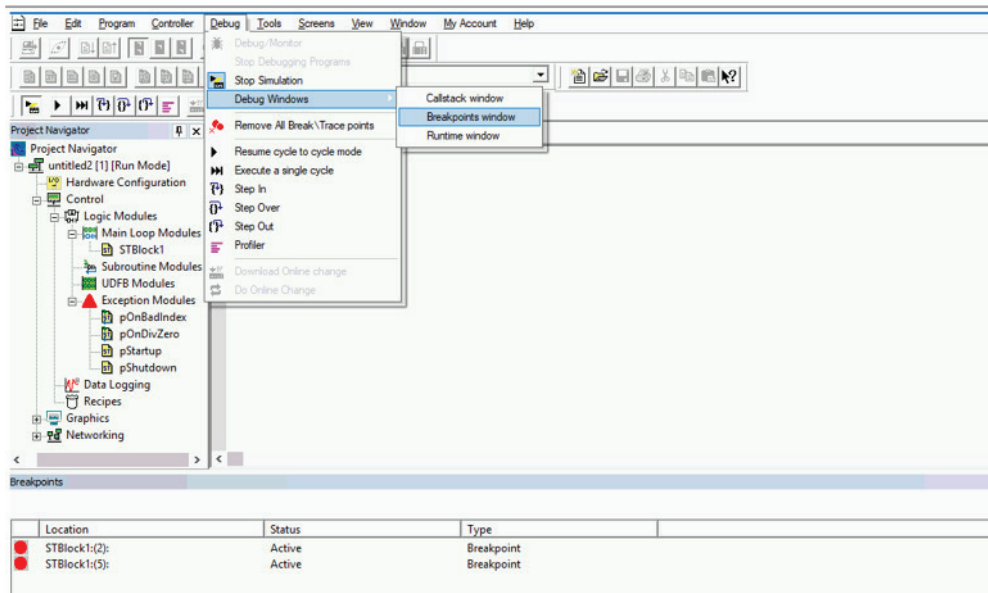 File Edit Program Controller Debug Tools Screens View Window My Account Help
Debug/Monitor
Stop Debugging Programs
Stop Simulation
Debug Windows
Callstack window
Breakpoints window
Runtime window
Remove All Break\Trace points
Resume cycle to cycle mode
Execute a single cycle
Step In
Step Over
Step Out
Profiler
Download Online change
Do Online Change
Project Navigator
Project Navigator
untitled2 [1] [Run Mode]
Hardware Configuration
Control
Logic Modules
Main Loop Modules
STBlock1
Subroutine Modules
UDFB Modules
Exception Modules
pOnBadIndex
pOnDivZero
pStartup
pShutdown
Data Logging
Recipes
Graphics
Networking
Breakpoints
Location Status Type
STBlock1:(2): Active Breakpoint
STBlock1:(5): Active Breakpoint